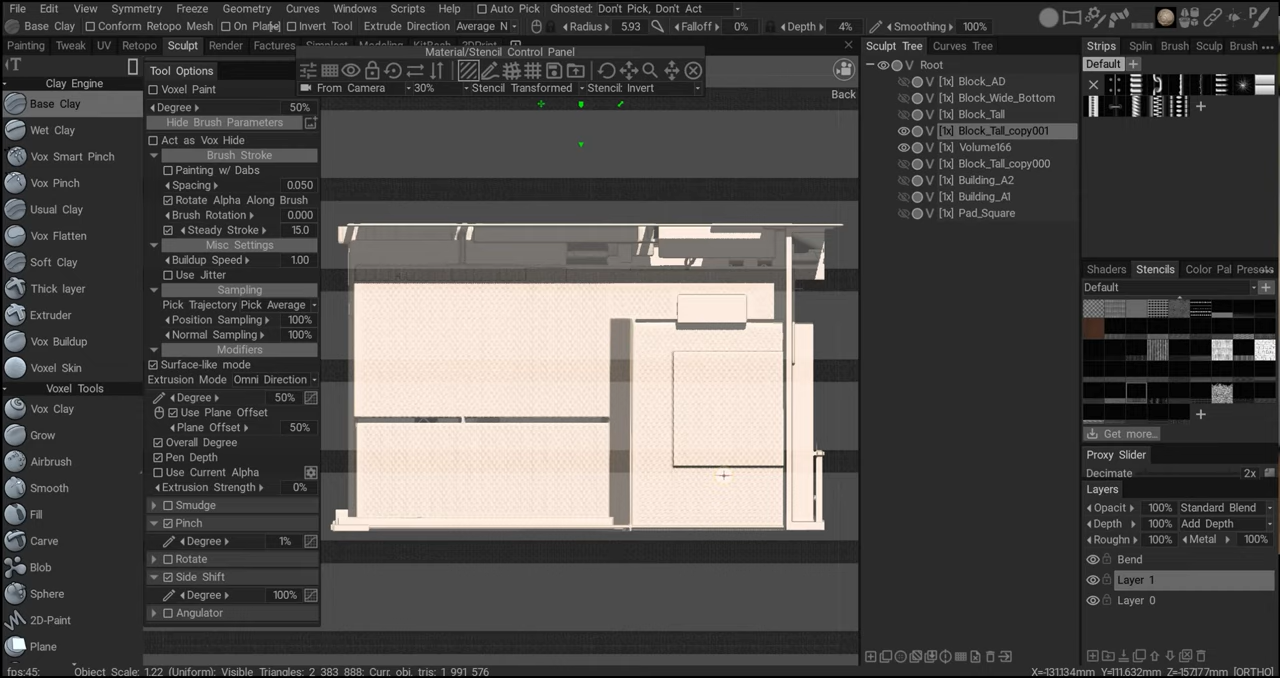 File Edit View Symmetry Freeze Geometry Curves Windows Scripts Help Auto Pick Ghosted: Don't Pick, Don't Act
Base Clay Conform Retopo Mesh On Plane Invert Tool Extrude Direction Average N Radius 5.93 Falloff 0% Depth 4% Smoothing 100%
Paint Tweak UV Retopo Sculpt Render Factures
Material/Stencil Control Panel
From Camera 30% Stencil Transformed Stencil: Invert
Back
Clay Engine
Base Clay
Wet Clay
Vox Smart Pinch
Vox Pinch
Usual Clay
Vox Flatten
Soft Clay
Thick layer
Extruder
Vox Buildup
Vox Skin
Voxel Tools
Vox Clay
Grow
Airbrush
Smooth
Fill
Carve
Blob
Sphere
2D-Paint
Plane
Tool Options
Voxel Paint
Degree 50%
Hide Brush Parameters
Act as Vox Hide
Brush Stroke
Painting w/ Dabs
Spacing 0.050
Rotate Alpha Along Brush
Brush Rotation 0.000
Steady Stroke 15.0
Misc Settings
Buildup Speed 1.00
Use Jitter
Sampling
Pick Trajectory Pick Average
Position Sampling 100%
Normal Sampling 100%
Modifiers
Surface-like mode
Extrusion Mode Omni Direction
Degree 50%
Use Plane Offset
Plane Offset 50%
Overall Degree
Pen Depth
Use Current Alpha
Extrusion Strength 0%
Smudge
Pinch
Degree 1%
Rotate
Side Shift
Degree 100%
Angulator
Sculpt Tree Curves Tree
V Root
V [1x] Block_AD
V [1x] Block_Wide_Bottom
V [1x] Block_Tall
V [1x] Block_Tall_copy001
V [1x] Volume166
V [1x] Block_Tall_copy000
V [1x] Building_A2
V [1x] Building_A1
V [1x] Pad_Square
Strips Splin Brush Sculp Brush
Default
Shaders Stencils Color Pal Presets
Default
Get more...
Proxy Slider
Decimate 2x
Layers
Opacit 100% Standard Blend
Depth 100% Add Depth
Roughn 100% Metal 100%
Bend
Layer 1
Layer 0
fps:45; Object Scale: 1.22 (Uniform); Visible Triangles: 2 383 888; Curr. obj. tris: 1 991 576
X=-131.134 Y=111.632 Z=-157.177 [ORTHO]